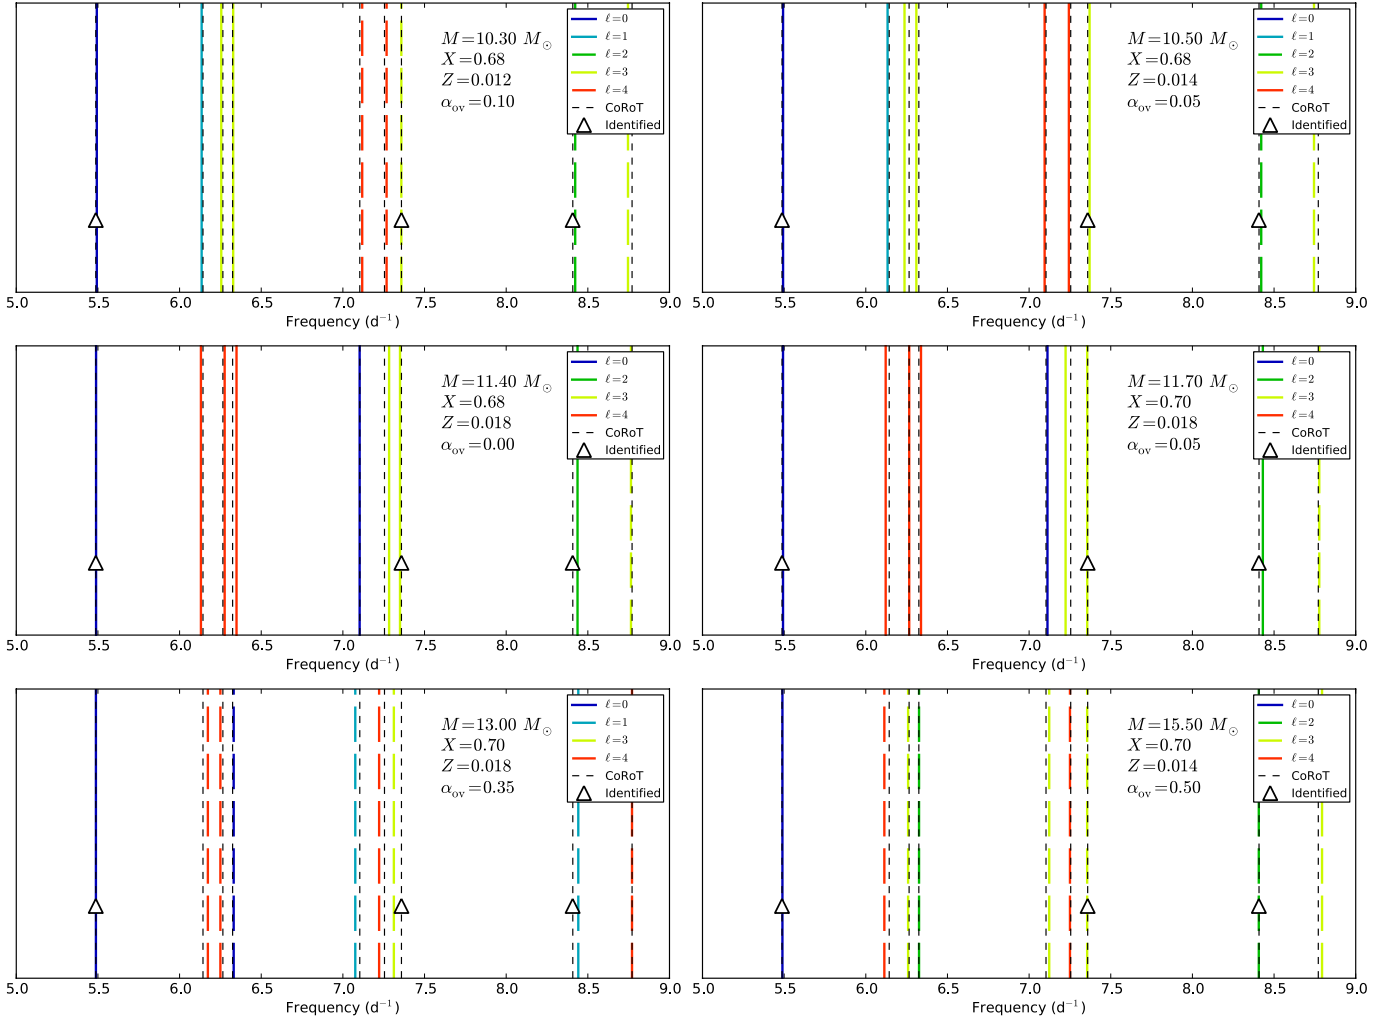 M=10.30 M☉
X=0.68
Z=0.012
αov=0.10
ℓ=0
ℓ=1
ℓ=2
ℓ=3
ℓ=4
CoRoT
Identified
5.0 5.5 6.0 6.5 7.0 7.5 8.0 8.5 9.0
Frequency (d⁻¹)
M=10.50 M☉
X=0.68
Z=0.014
αov=0.05
ℓ=0
ℓ=1
ℓ=2
ℓ=3
ℓ=4
CoRoT
Identified
5.0 5.5 6.0 6.5 7.0 7.5 8.0 8.5 9.0
Frequency (d⁻¹)
M=11.40 M☉
X=0.68
Z=0.018
αov=0.00
ℓ=0
ℓ=2
ℓ=3
ℓ=4
CoRoT
Identified
5.0 5.5 6.0 6.5 7.0 7.5 8.0 8.5 9.0
Frequency (d⁻¹)
M=11.70 M☉
X=0.70
Z=0.018
αov=0.05
ℓ=0
ℓ=2
ℓ=3
ℓ=4
CoRoT
Identified
5.0 5.5 6.0 6.5 7.0 7.5 8.0 8.5 9.0
Frequency (d⁻¹)
M=13.00 M☉
X=0.70
Z=0.018
αov=0.35
ℓ=0
ℓ=1
ℓ=3
ℓ=4
CoRoT
Identified
5.0 5.5 6.0 6.5 7.0 7.5 8.0 8.5 9.0
Frequency (d⁻¹)
M=15.50 M☉
X=0.70
Z=0.014
αov=0.50
ℓ=0
ℓ=2
ℓ=3
ℓ=4
CoRoT
Identified
5.0 5.5 6.0 6.5 7.0 7.5 8.0 8.5 9.0
Frequency (d⁻¹)